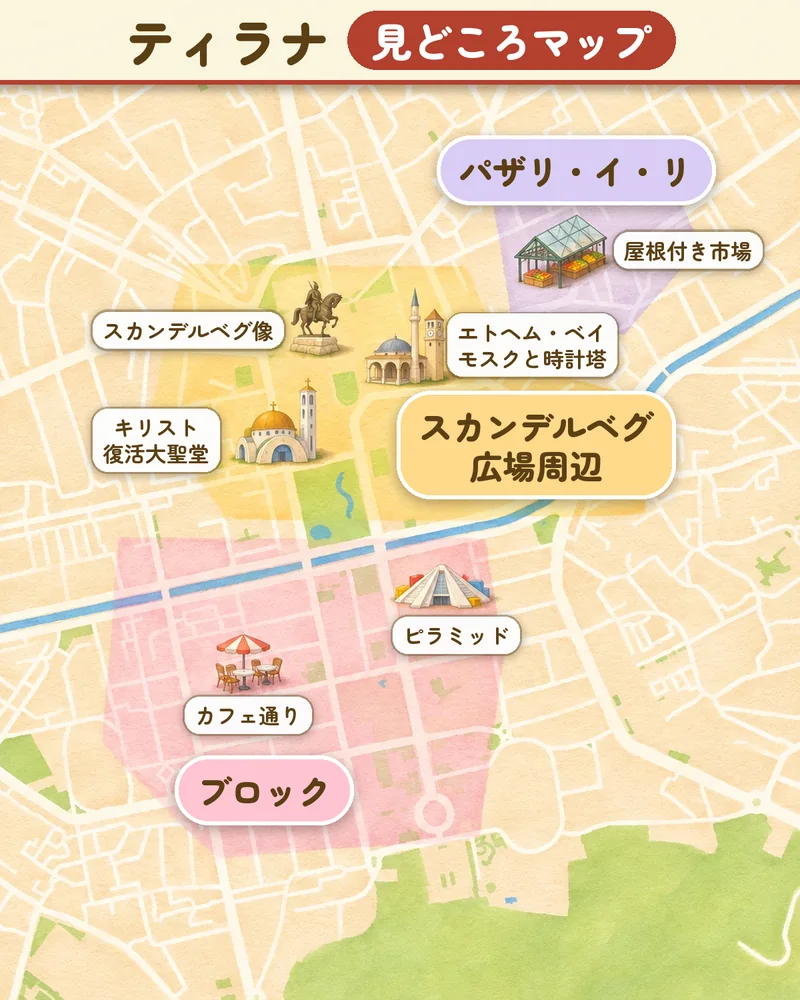 ティラナ 見どころマップ
パザリ・イ・リ
屋根付き市場
スカンデルベグ像
エトヘム・ベイ
モスクと時計塔
キリスト
復活大聖堂
スカンデルベグ
広場周辺
ピラミッド
カフェ通り
ブロック